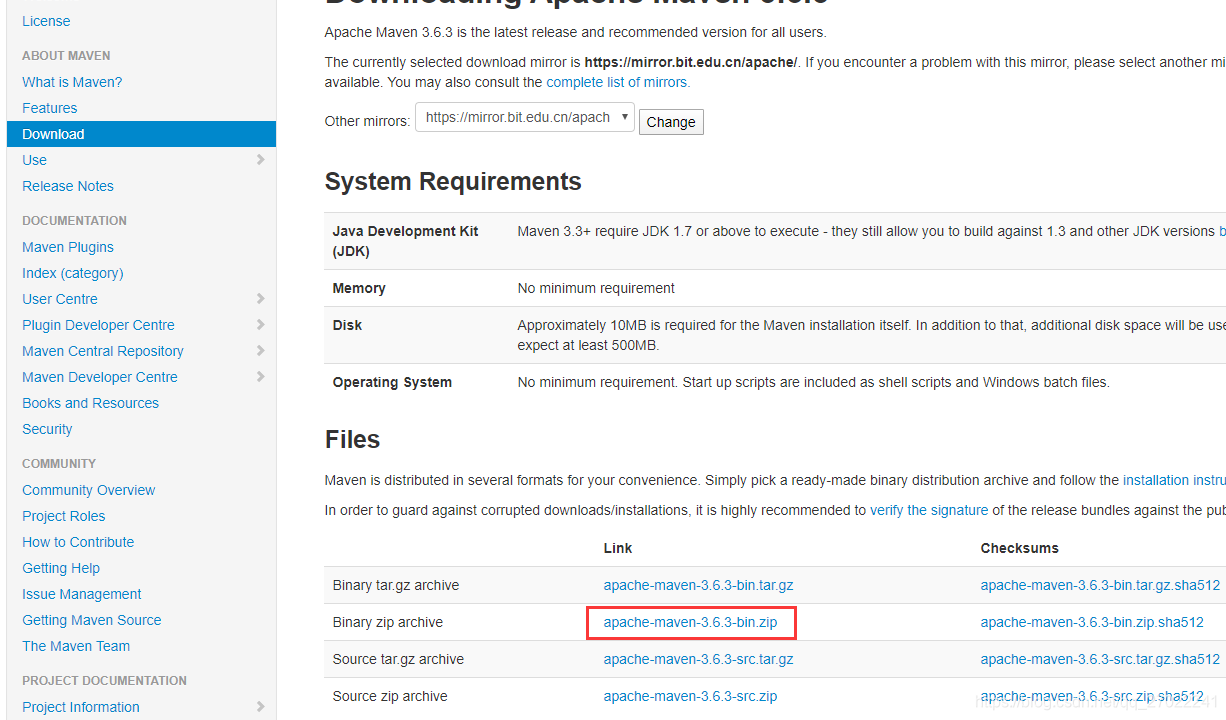 License
ABOUT MAVEN
What is Maven?
Features
Download
Use
Release Notes
DOCUMENTATION
Maven Plugins
Index (category)
User Centre
Plugin Developer Centre
Maven Central Repository
Maven Developer Centre
Books and Resources
Security
COMMUNITY
Community Overview
Project Roles
How to Contribute
Getting Help
Issue Management
Getting Maven Source
The Maven Team
PROJECT DOCUMENTATION
Project Information
Downloading Apache Maven
Apache Maven 3.6.3 is the latest release and recommended version for all users.
The currently selected download mirror is https://mirror.bit.edu.cn/apache/. If you encounter a problem with this mirror, please select another mi
available. You may also consult the complete list of mirrors.
Other mirrors: https://mirror.bit.edu.cn/apach Change
System Requirements
Java Development Kit (JDK) Maven 3.3+ require JDK 1.7 or above to execute - they still allow you to build against 1.3 and other JDK versions b
Memory No minimum requirement
Disk Approximately 10MB is required for the Maven installation itself. In addition to that, additional disk space will be use
expect at least 500MB.
Operating System No minimum requirement. Start up scripts are included as shell scripts and Windows batch files.
Files
Maven is distributed in several formats for your convenience. Simply pick a ready-made binary distribution archive and follow the installation instru
In order to guard against corrupted downloads/installations, it is highly recommended to verify the signature of the release bundles against the pub
Link Checksums
Binary tar.gz archive apache-maven-3.6.3-bin.tar.gz apache-maven-3.6.3-bin.tar.gz.sha512
Binary zip archive apache-maven-3.6.3-bin.zip apache-maven-3.6.3-bin.zip.sha512
Source tar.gz archive apache-maven-3.6.3-src.tar.gz apache-maven-3.6.3-src.tar.gz.sha512
Source zip archive apache-maven-3.6.3-src.zip apache-maven-3.6.3-src.zip.sha512